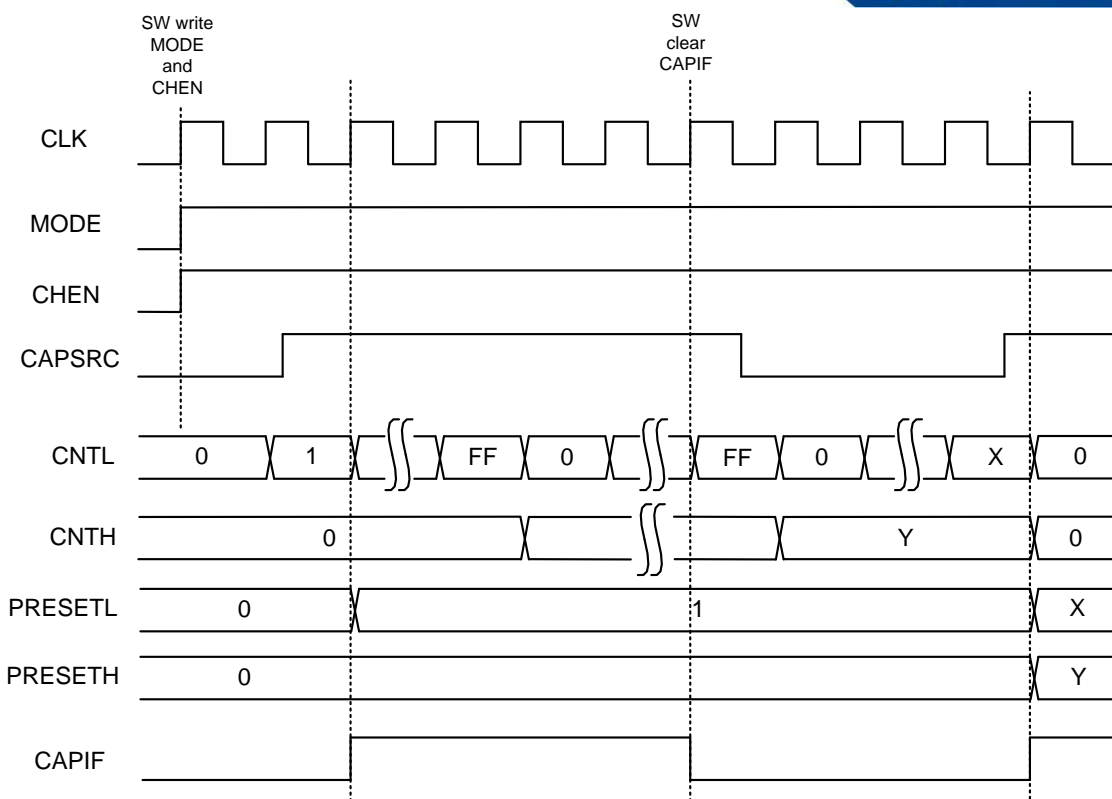 SW write
MODE
and
CHEN
SW
clear
CAPIF
CLK
MODE
CHEN
CAPSRC
CNTL 0 1 FF 0 FF 0 X 0
CNTH 0 Y 0
PRESETL 0 1 X
PRESETH 0 Y
CAPIF